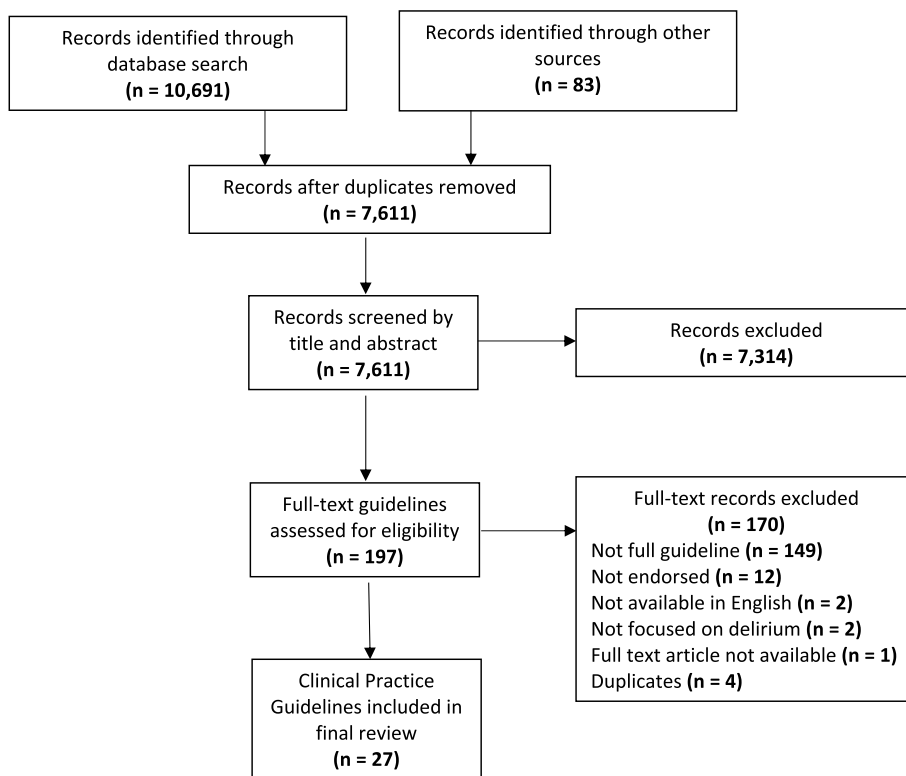 Records identified through
database search
(n = 10,691)
Records identified through other
sources
(n = 83)
Records after duplicates removed
(n = 7,611)
Records screened by
title and abstract
(n = 7,611)
Records excluded
(n = 7,314)
Full-text guidelines
assessed for eligibility
(n = 197)
Full-text records excluded
(n = 170)
Not full guideline (n = 149)
Not endorsed (n = 12)
Not available in English (n = 2)
Not focused on delirium (n = 2)
Full text article not available (n = 1)
Duplicates (n = 4)
Clinical Practice
Guidelines included in
final review
(n = 27)